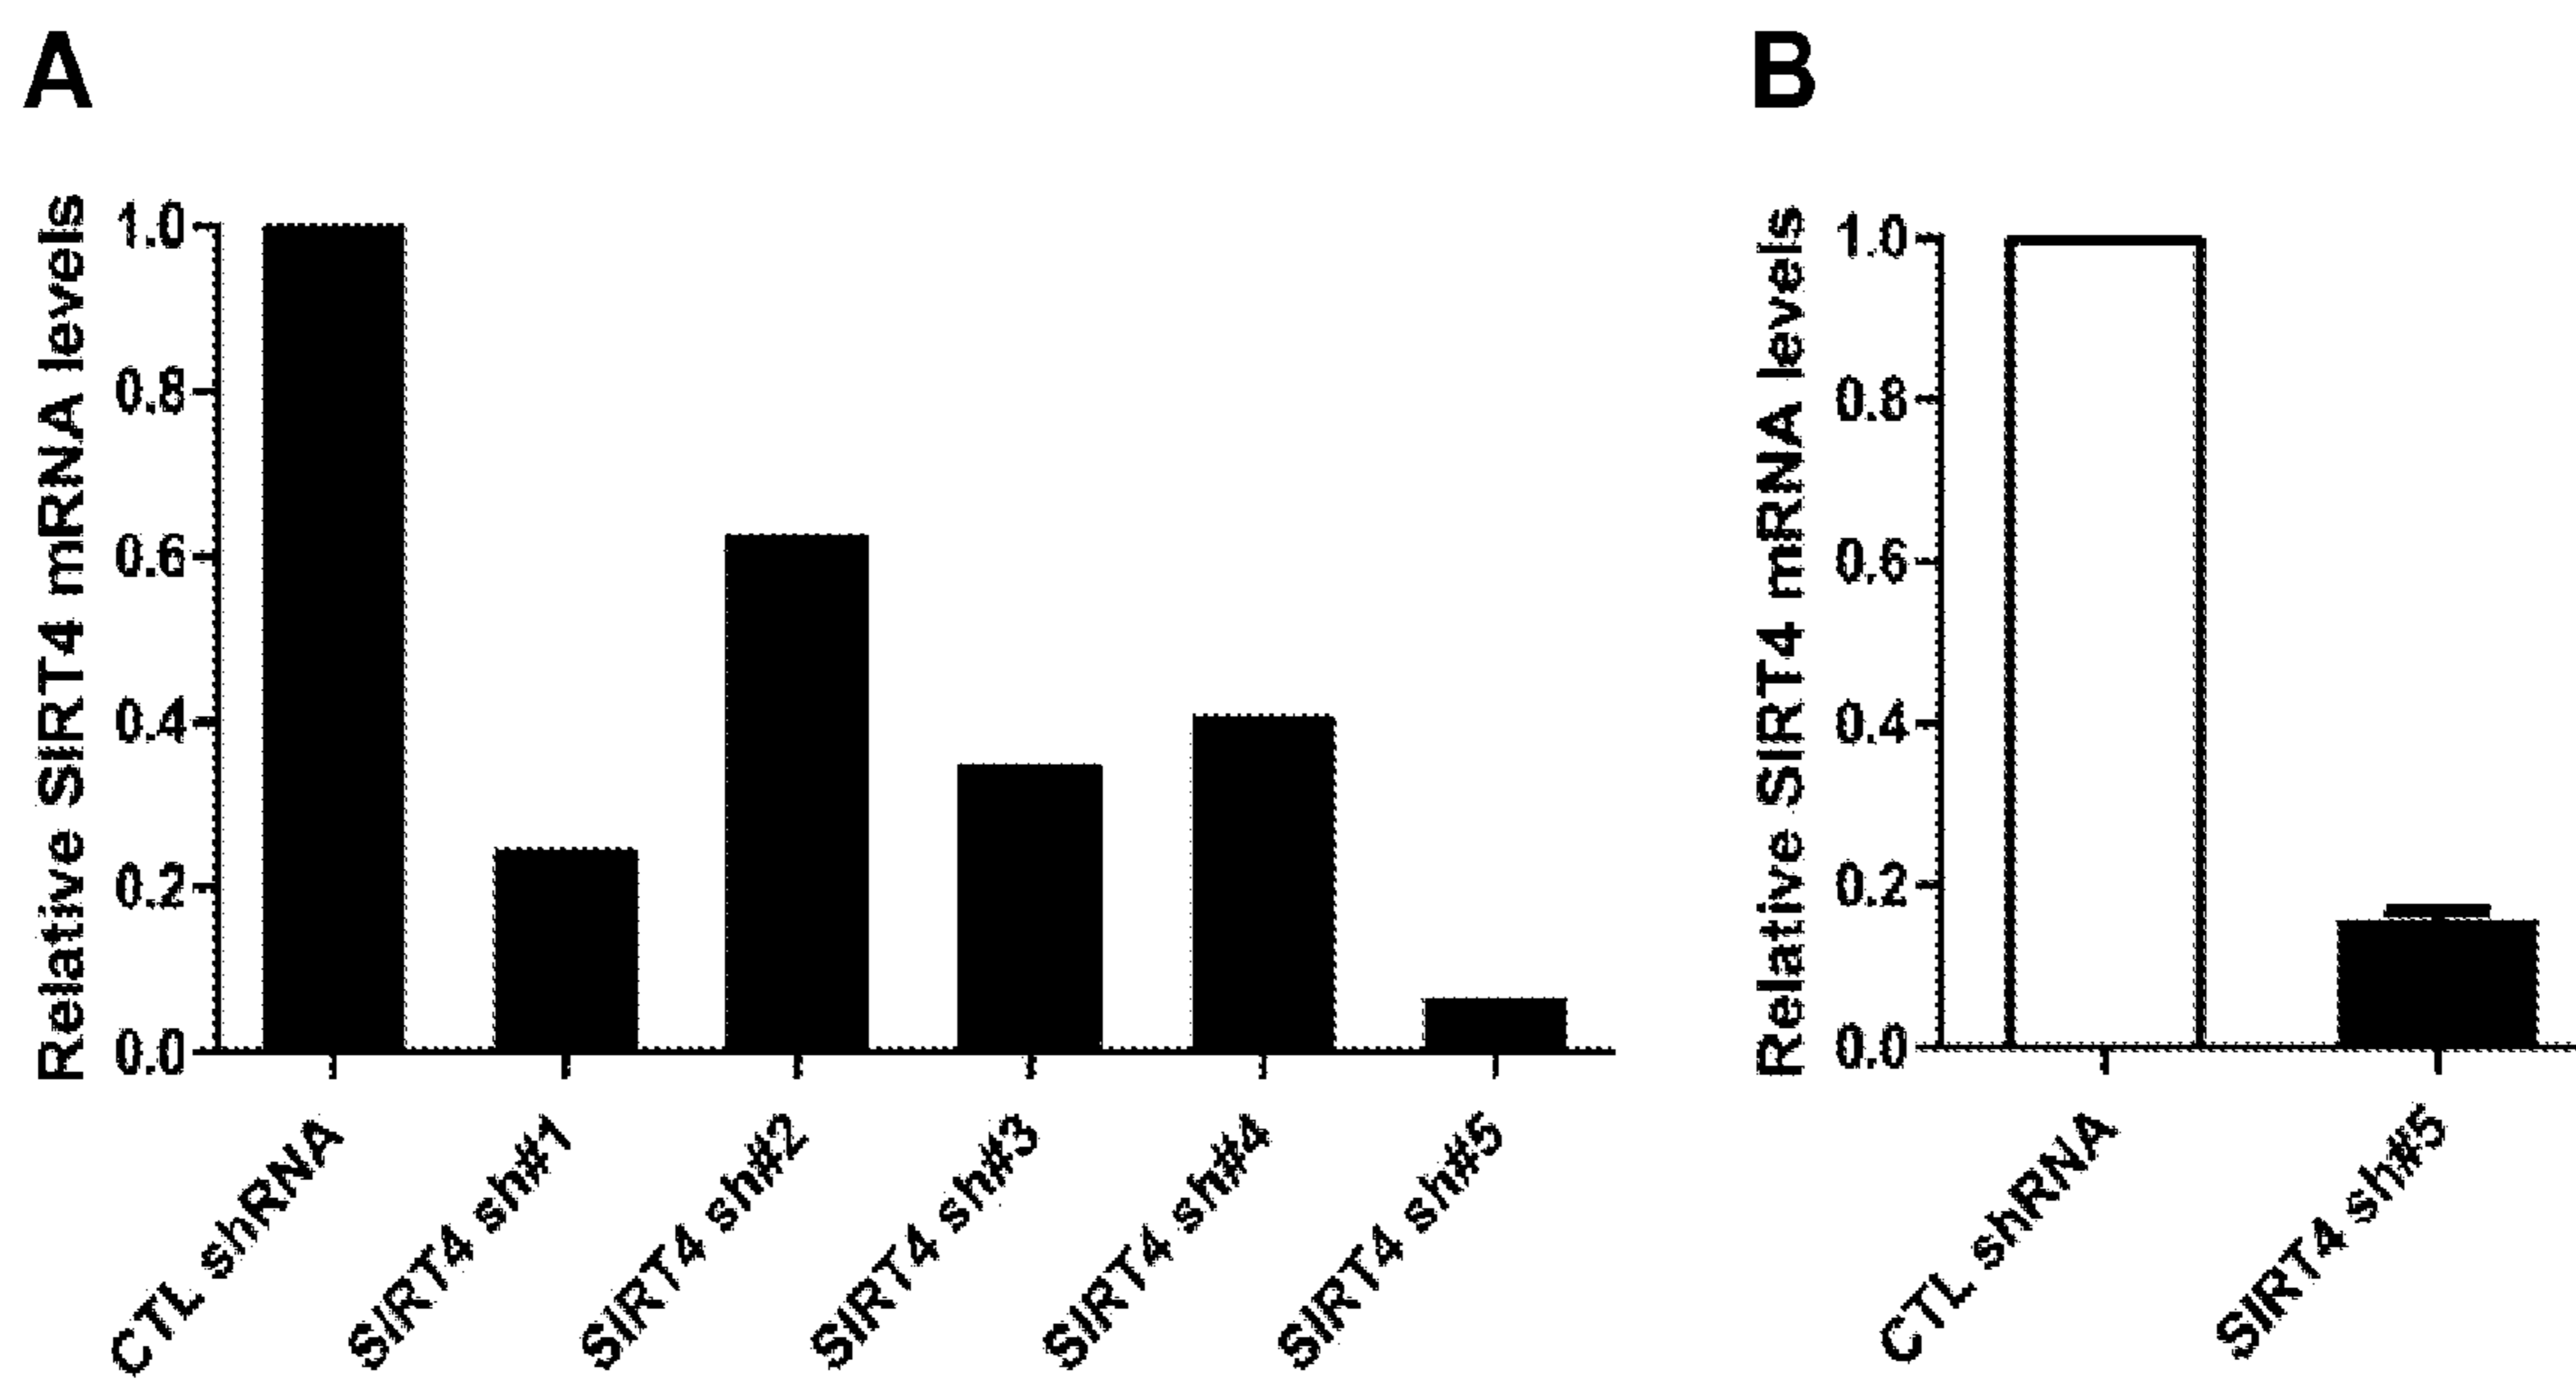 A
Relative SIRT4 mRNA levels
1.0
0.8
0.6
0.4
0.2
0.0
CTL shRNA
SIRT4 sh#1
SIRT4 sh#2
SIRT4 sh#3
SIRT4 sh#4
SIRT4 sh#5
B
Relative SIRT4 mRNA levels
1.0
0.8
0.6
0.4
0.2
0.0
CTL shRNA
SIRT4 sh#5